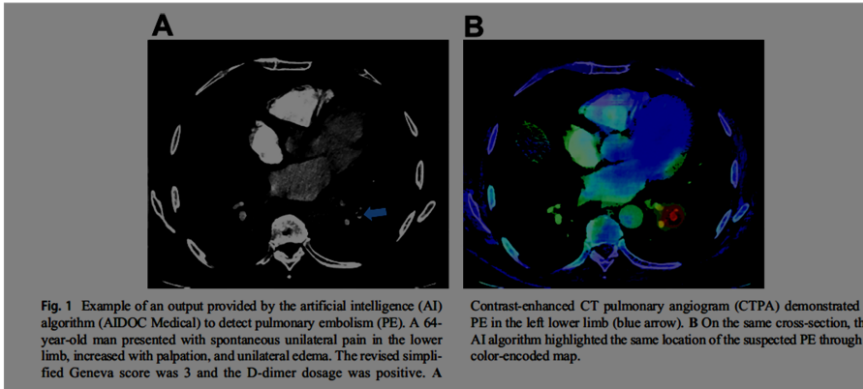 A
B
Fig. 1 Example of an output provided by the artificial intelligence (AI)
algorithm (AIDOC Medical) to detect pulmonary embolism (PE). A 64-
year-old man presented with spontaneous unilateral pain in the lower
limb, increased with palpation, and unilateral edema. The revised simpli-
fied Geneva score was 3 and the D-dimer dosage was positive. A
Contrast-enhanced CT pulmonary angiogram (CTPA) demonstrated
PE in the left lower limb (blue arrow). B On the same cross-section, th
AI algorithm highlighted the same location of the suspected PE through
color-encoded map.